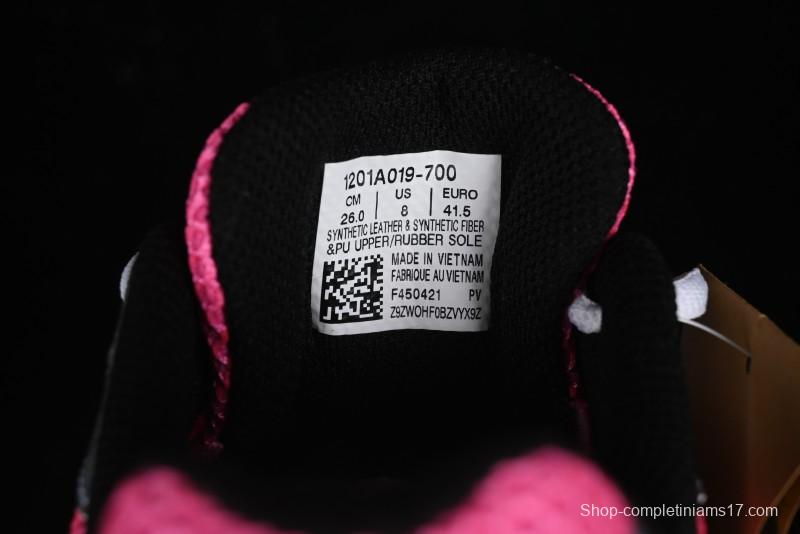 1201A019-700
CM | US | EURO
26.0 | 8 | 41.5
SYNTHETIC LEATHER & SYNTHETIC FIBER
&PU UPPER/RUBBER SOLE
MADE IN VIETNAM
FABRIQUE AU VIETNAM
F450421 PV
Z9ZWOHF0BZVYX9Z
Shop-completiniams17.com